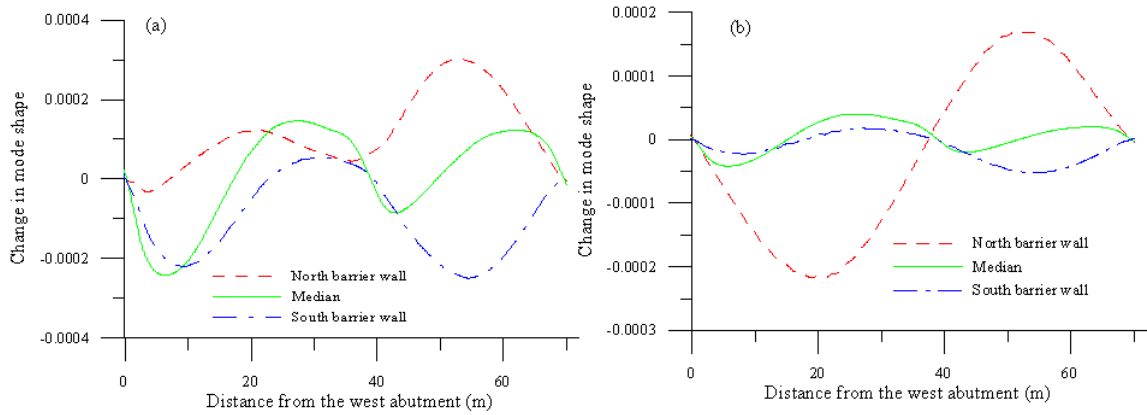 (a)
Change in mode shape
0.0004
0.0002
0
-0.0002
-0.0004
North barrier wall
Median
South barrier wall
0
20
40
60
Distance from the west abutment (m)
(b)
Change in mode shape
0.0002
0.0001
0
-0.0001
-0.0002
-0.0003
North barrier wall
Median
South barrier wall
0
20
40
60
Distance from the west abutment (m)